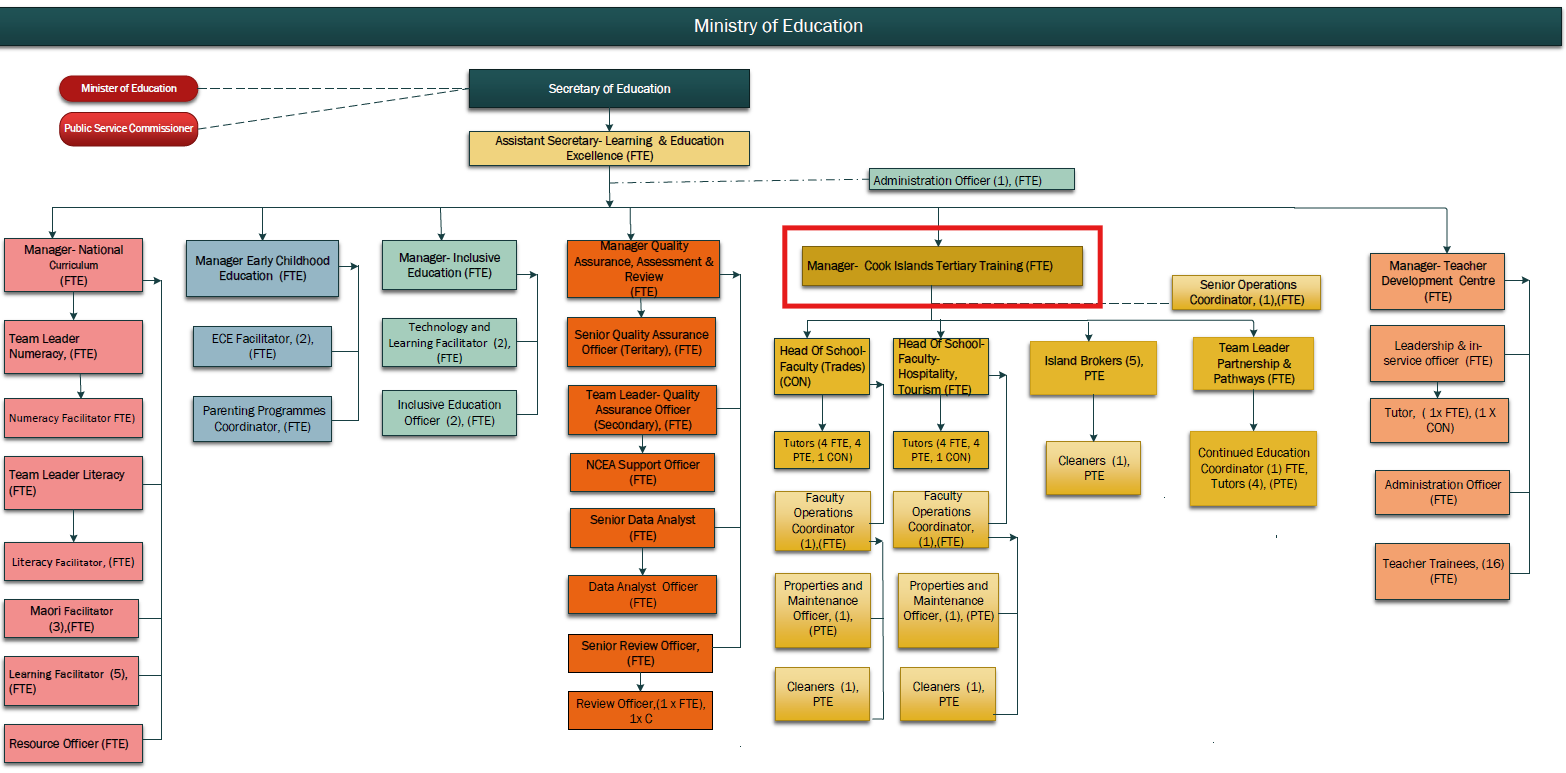 Ministry of Education
Minister of Education
Public Service Commissioner
Secretary of Education
Assistant Secretary- Learning & Education
Excellence (FTE)
Administration Officer (1), (FTE)
Manager- National
Curriculum
(FTE)
Team Leader
Numeracy, (FTE)
Numeracy Facilitator FTE)
Team Leader Literacy
(FTE)
Literacy Facilitator, (FTE)
Maori Facilitator
(3),(FTE)
Learning Facilitator (5),
(FTE)
Resource Officer (FTE)
Manager Early Childhood
Education (FTE)
ECE Facilitator, (2),
(FTE)
Parenting Programmes
Coordinator, (FTE)
Manager- Inclusive
Education (FTE)
Technology and
Learning Facilitator (2),
(FTE)
Inclusive Education
Officer (2), (FTE)
Manager Quality
Assurance, Assessment &
Review
(FTE)
Senior Quality Assurance
Officer (Teritary), (FTE)
Team Leader- Quality
Assurance Officer
(Secondary), (FTE)
NCEA Support Officer
(FTE)
Senior Data Analyst
(FTE)
Data Analyst Officer
(FTE)
Senior Review Officer,
(FTE)
Review Officer,(1 x FTE),
1x C
Manager- Cook Islands Tertiary Training (FTE)
Senior Operations
Coordinator, (1),(FTE)
Head Of School-
Faculty (Trades)
(CON)
Tutors (4 FTE, 4
PTE, 1 CON)
Faculty
Operations
Coordinator
(1),(FTE)
Properties and
Maintenance
Officer, (1),
(PTE)
Cleaners (1),
PTE
Head Of School-
Faculty-
Hospitality,
Tourism (FTE)
Tutors (4 FTE, 4
PTE, 1 CON)
Faculty
Operations
Coordinator,
(1),(FTE)
Properties and
Maintenance
Officer, (1), (PTE)
Cleaners (1),
PTE
Island Brokers (5),
PTE
Cleaners (1),
PTE
Team Leader
Partnership &
Pathways (FTE)
Continued Education
Coordinator (1) FTE,
Tutors (4), (PTE)
Manager- Teacher
Development Centre
(FTE)
Leadership & in-
service officer (FTE)
Tutor, ( 1x FTE), (1 X
CON)
Administration Officer
(FTE)
Teacher Trainees, (16)
(FTE)